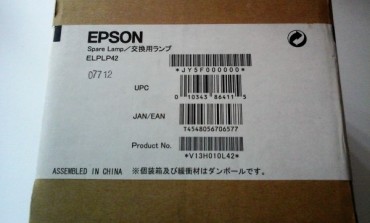 EPSON
Spare Lamp／交換用ランプ
ELPLP42
07712
*JY5F000000*
UPC
0 10343 86411 5
JAN/EAN
T4548056706577
Product No.
*V13H010L42*
ASSEMBLED IN CHINA
※個装箱及び緩衝材はダンボールです。